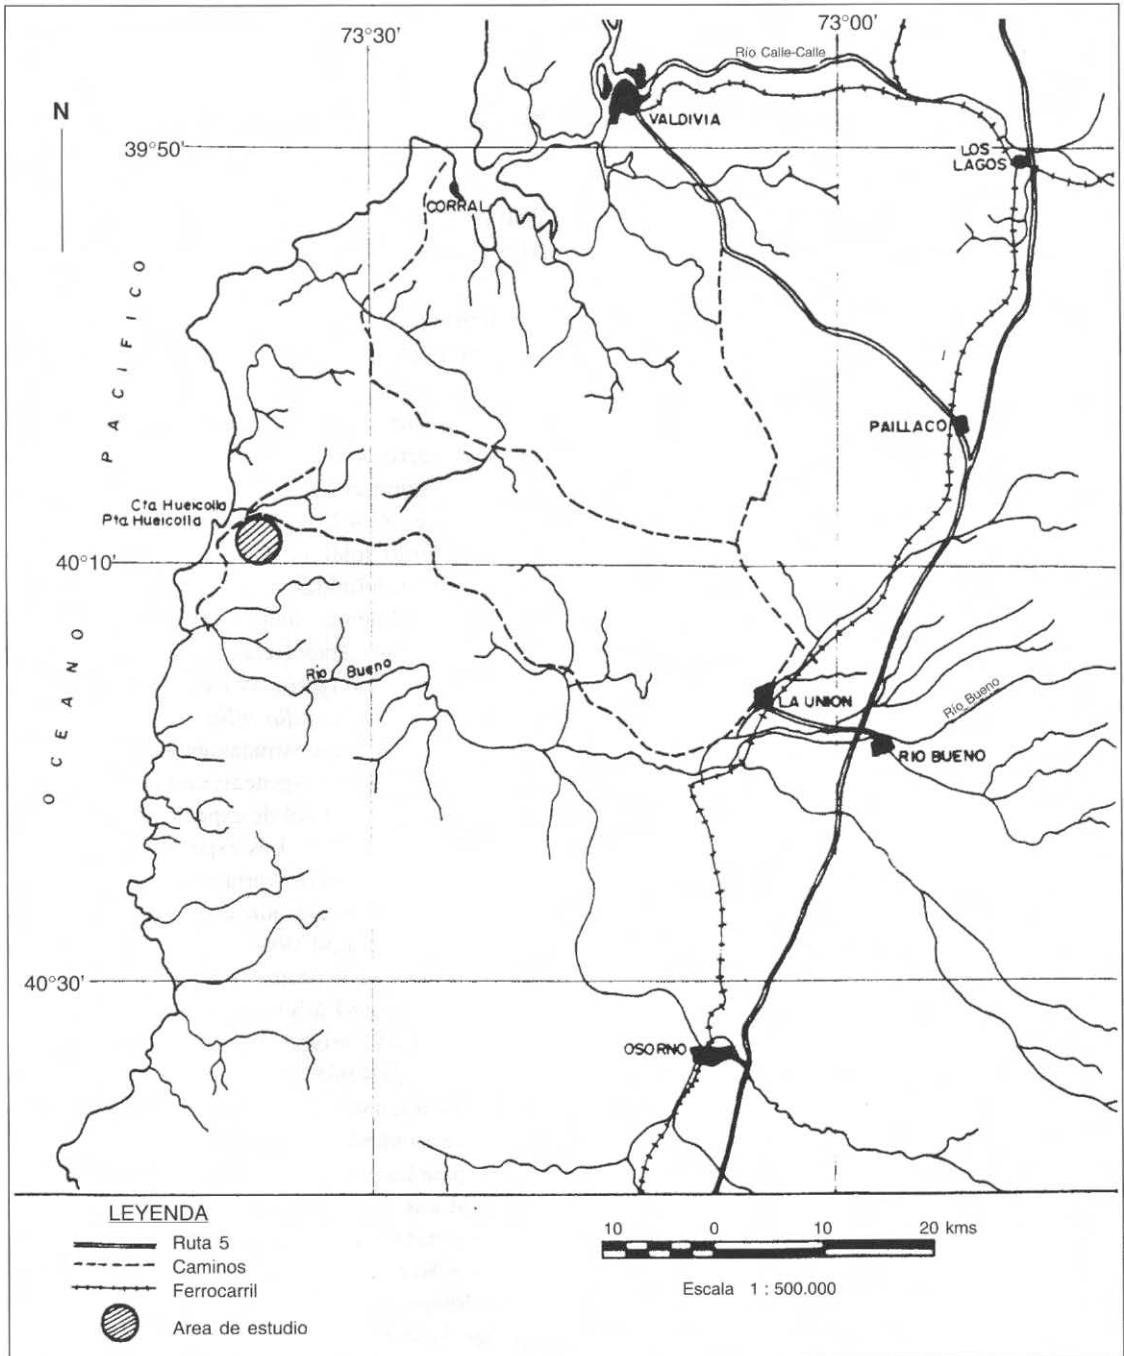 73°30'
73°00'
Río Calle-Calle
N
VALDIVIA
39°50'
LOS
LAGOS
CORRAL
OCEANO PACIFICO
PAILLACO
Cta Hueicolla
Pta Hueicolla
40°10'
Río Bueno
LA UNION
Río Bueno
RIO BUENO
40°30'
OSORNO
LEYENDA
Ruta 5
Caminos
Ferrocarril
Area de estudio
10 0 10 20 kms
Escala 1 : 500.000